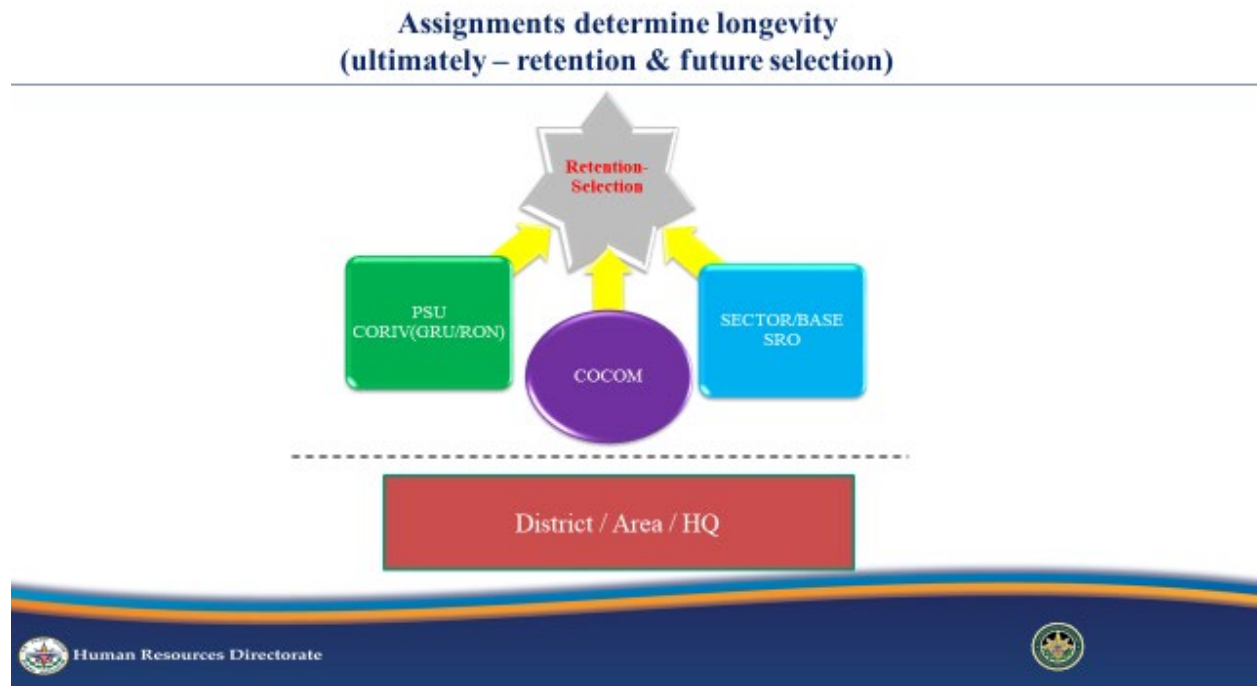 Assignments determine longevity
(ultimately – retention & future selection)
Retention-
Selection
PSU
CORIV(GRU/RON)
COCOM
SECTOR/BASE
SRO
District / Area / HQ
Human Resources Directorate